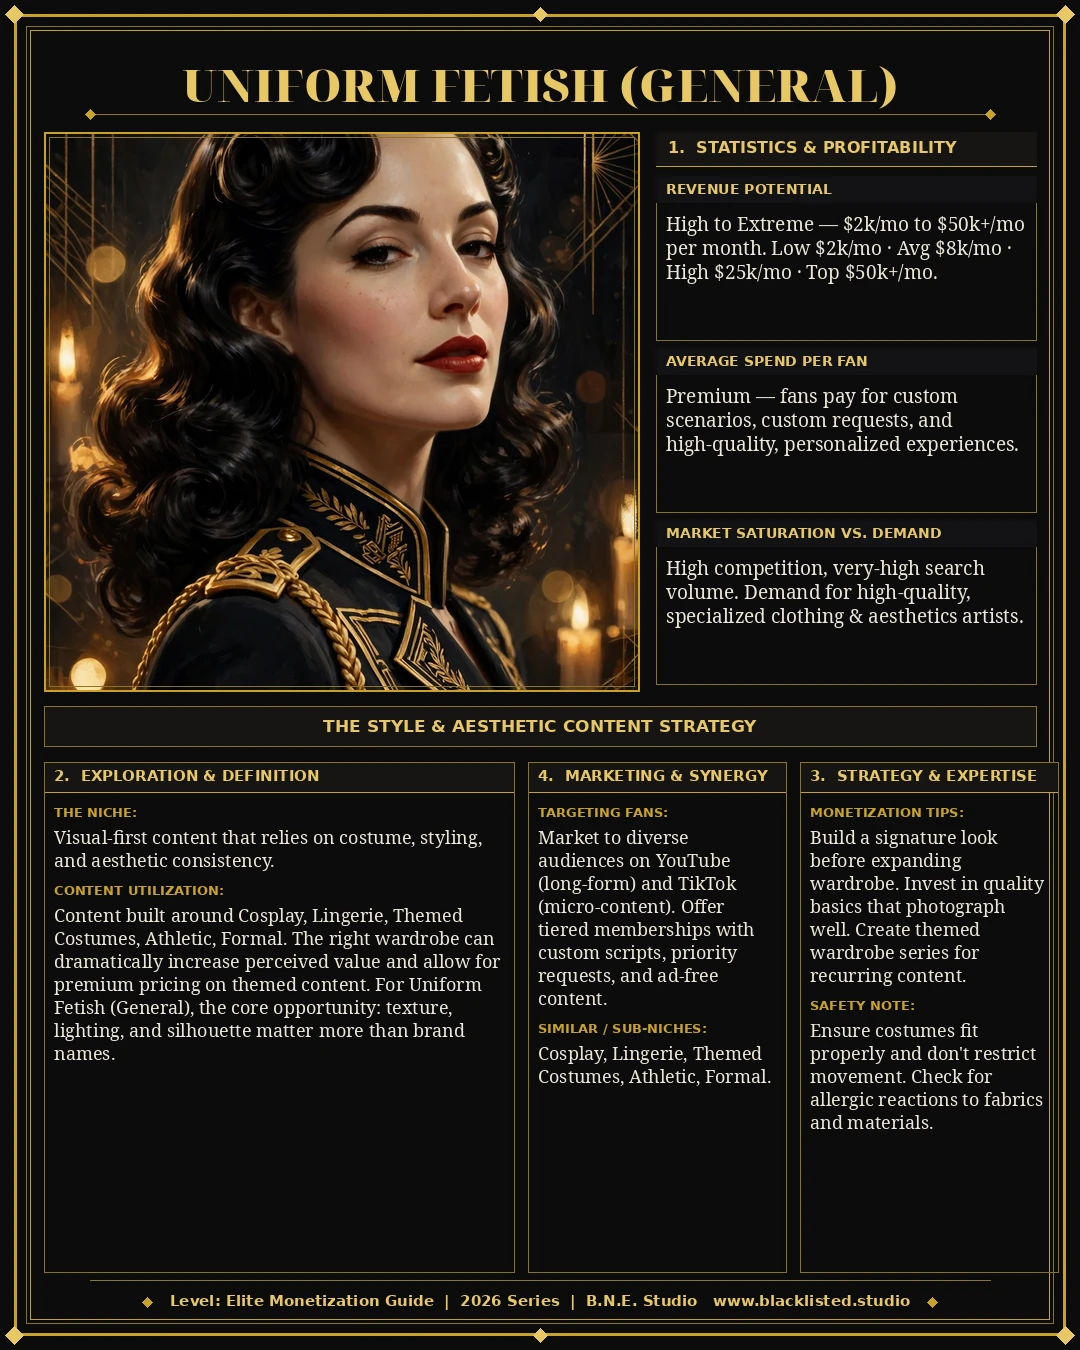 UNIFORM FETISH (GENERAL)
1. STATISTICS & PROFITABILITY
REVENUE POTENTIAL
High to Extreme — $2k/mo to $50k+/mo
per month. Low $2k/mo · Avg $8k/mo ·
High $25k/mo · Top $50k+/mo.
AVERAGE SPEND PER FAN
Premium — fans pay for custom
scenarios, custom requests, and
high-quality, personalized experiences.
MARKET SATURATION VS. DEMAND
High competition, very-high search
volume. Demand for high-quality,
specialized clothing & aesthetics artists.
THE STYLE & AESTHETIC CONTENT STRATEGY
2. EXPLORATION & DEFINITION
THE NICHE:
Visual-first content that relies on costume, styling,
and aesthetic consistency.
CONTENT UTILIZATION:
Content built around Cosplay, Lingerie, Themed
Costumes, Athletic, Formal. The right wardrobe can
dramatically increase perceived value and allow for
premium pricing on themed content. For Uniform
Fetish (General), the core opportunity: texture,
lighting, and silhouette matter more than brand
names.
4. MARKETING & SYNERGY
TARGETING FANS:
Market to diverse
audiences on YouTube
(long-form) and TikTok
(micro-content). Offer
tiered memberships with
custom scripts, priority
requests, and ad-free
content.
SIMILAR / SUB-NICHES:
Cosplay, Lingerie, Themed
Costumes, Athletic, Formal.
3. STRATEGY & EXPERTISE
MONETIZATION TIPS:
Build a signature look
before expanding
wardrobe. Invest in quality
basics that photograph
well. Create themed
wardrobe series for
recurring content.
SAFETY NOTE:
Ensure costumes fit
properly and don't restrict
movement. Check for
allergic reactions to fabrics
and materials.
Level: Elite Monetization Guide | 2026 Series | B.N.E. Studio www.blacklisted.studio